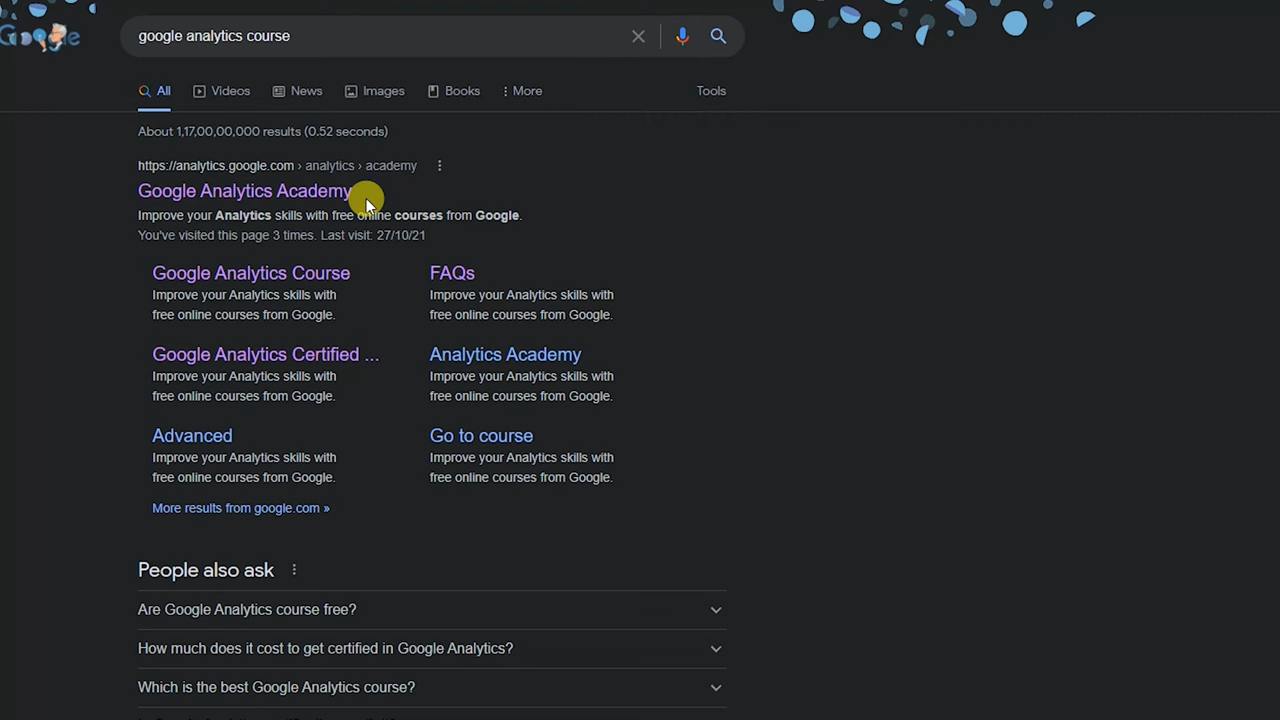 Google
google analytics course
All
Videos
News
Images
Books
More
Tools
About 1,17,00,00,000 results (0.52 seconds)
https://analytics.google.com › analytics › academy
Google Analytics Academy
Improve your Analytics skills with free online courses from Google.
You've visited this page 3 times. Last visit: 27/10/21
Google Analytics Course
Improve your Analytics skills with
free online courses from Google.
FAQs
Improve your Analytics skills with
free online courses from Google.
Google Analytics Certified ...
Improve your Analytics skills with
free online courses from Google.
Analytics Academy
Improve your Analytics skills with
free online courses from Google.
Advanced
Improve your Analytics skills with
free online courses from Google.
Go to course
Improve your Analytics skills with
free online courses from Google.
More results from google.com »
People also ask
Are Google Analytics course free?
How much does it cost to get certified in Google Analytics?
Which is the best Google Analytics course?